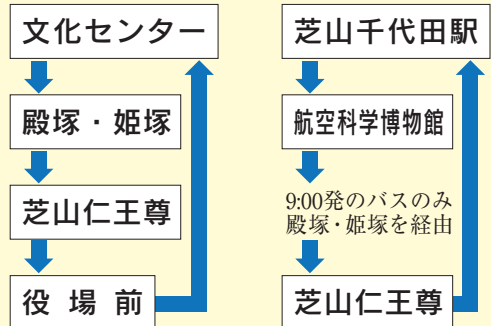 文化センター
殿塚・姫塚
芝山仁王尊
役場前
芝山千代田駅
航空科学博物館
9:00発のバスのみ
殿塚・姫塚を経由
芝山仁王尊